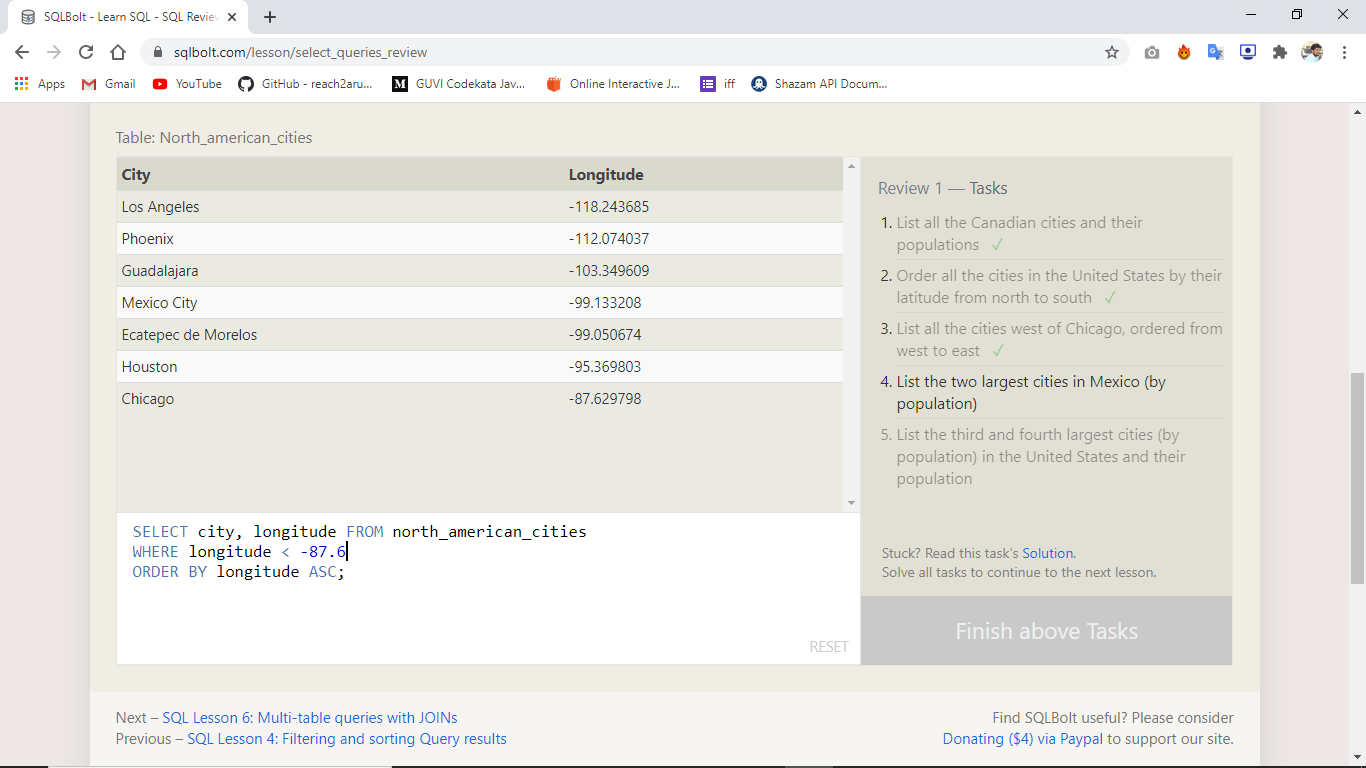 SQLBolt - Learn SQL - SQL Review
sqlbolt.com/lesson/select_queries_review
Apps
Gmail
YouTube
GitHub - reach2aru...
GUVI Codekata Jav...
Online Interactive J...
iff
Shazam API Docum...
Table: North_american_cities
City Longitude
Los Angeles -118.243685
Phoenix -112.074037
Guadalajara -103.349609
Mexico City -99.133208
Ecatepec de Morelos -99.050674
Houston -95.369803
Chicago -87.629798
SELECT city, longitude FROM north_american_cities
WHERE longitude < -87.6
ORDER BY longitude ASC;
RESET
Review 1 — Tasks
1. List all the Canadian cities and their
populations ✓
2. Order all the cities in the United States by their
latitude from north to south ✓
3. List all the cities west of Chicago, ordered from
west to east ✓
4. List the two largest cities in Mexico (by
population)
5. List the third and fourth largest cities (by
population) in the United States and their
population
Stuck? Read this task's Solution.
Solve all tasks to continue to the next lesson.
Finish above Tasks
Next – SQL Lesson 6: Multi-table queries with JOINs
Previous – SQL Lesson 4: Filtering and sorting Query results
Find SQLBolt useful? Please consider
Donating ($4) via Paypal to support our site.